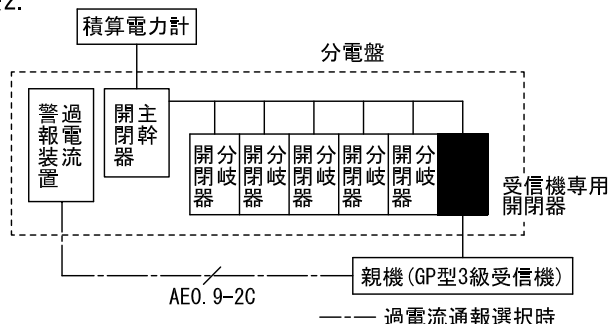 2.
積算電力計
分電盤
過電流
警報装置
主幹
開閉器
分岐
開閉器
分岐
開閉器
分岐
開閉器
分岐
開閉器
分岐
開閉器
受信機専用
開閉器
親機(GP型3級受信機)
AE0.9-2C
過電流通報選択時